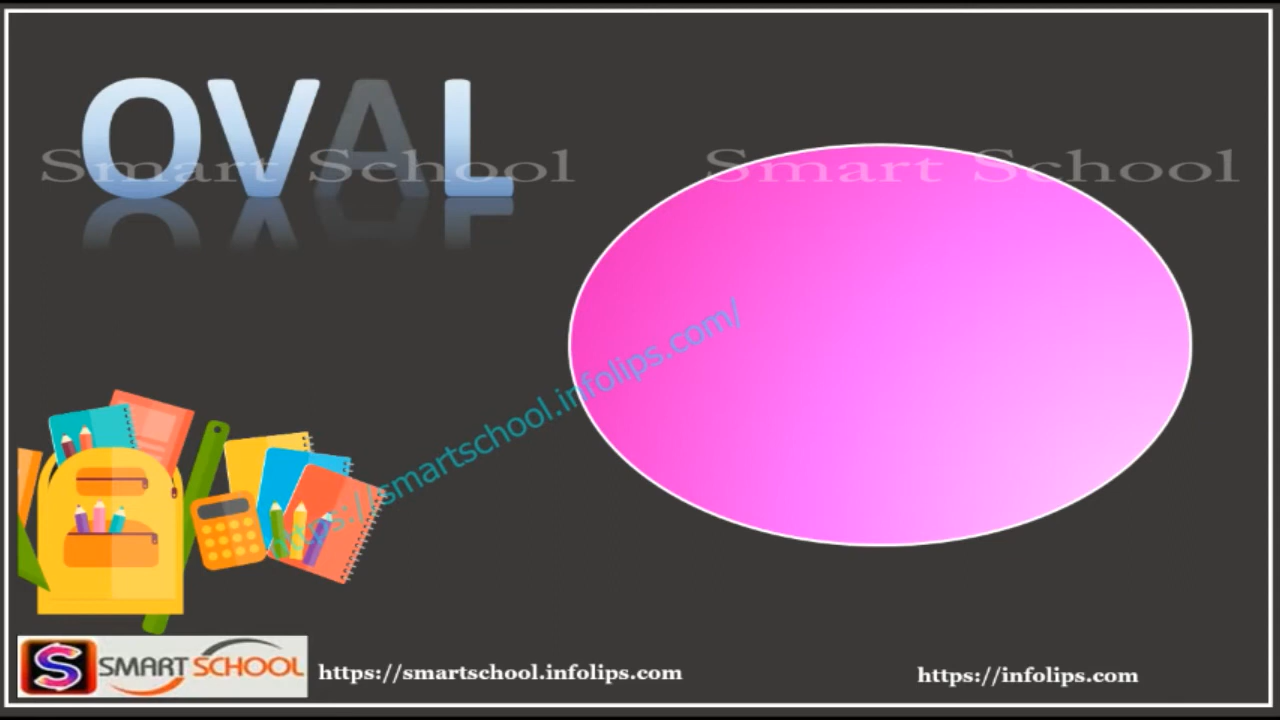 OVAL
Smart School
Smart School
https://smartschool.infolips.com/
SMART SCHOOL
https://smartschool.infolips.com
https://infolips.com